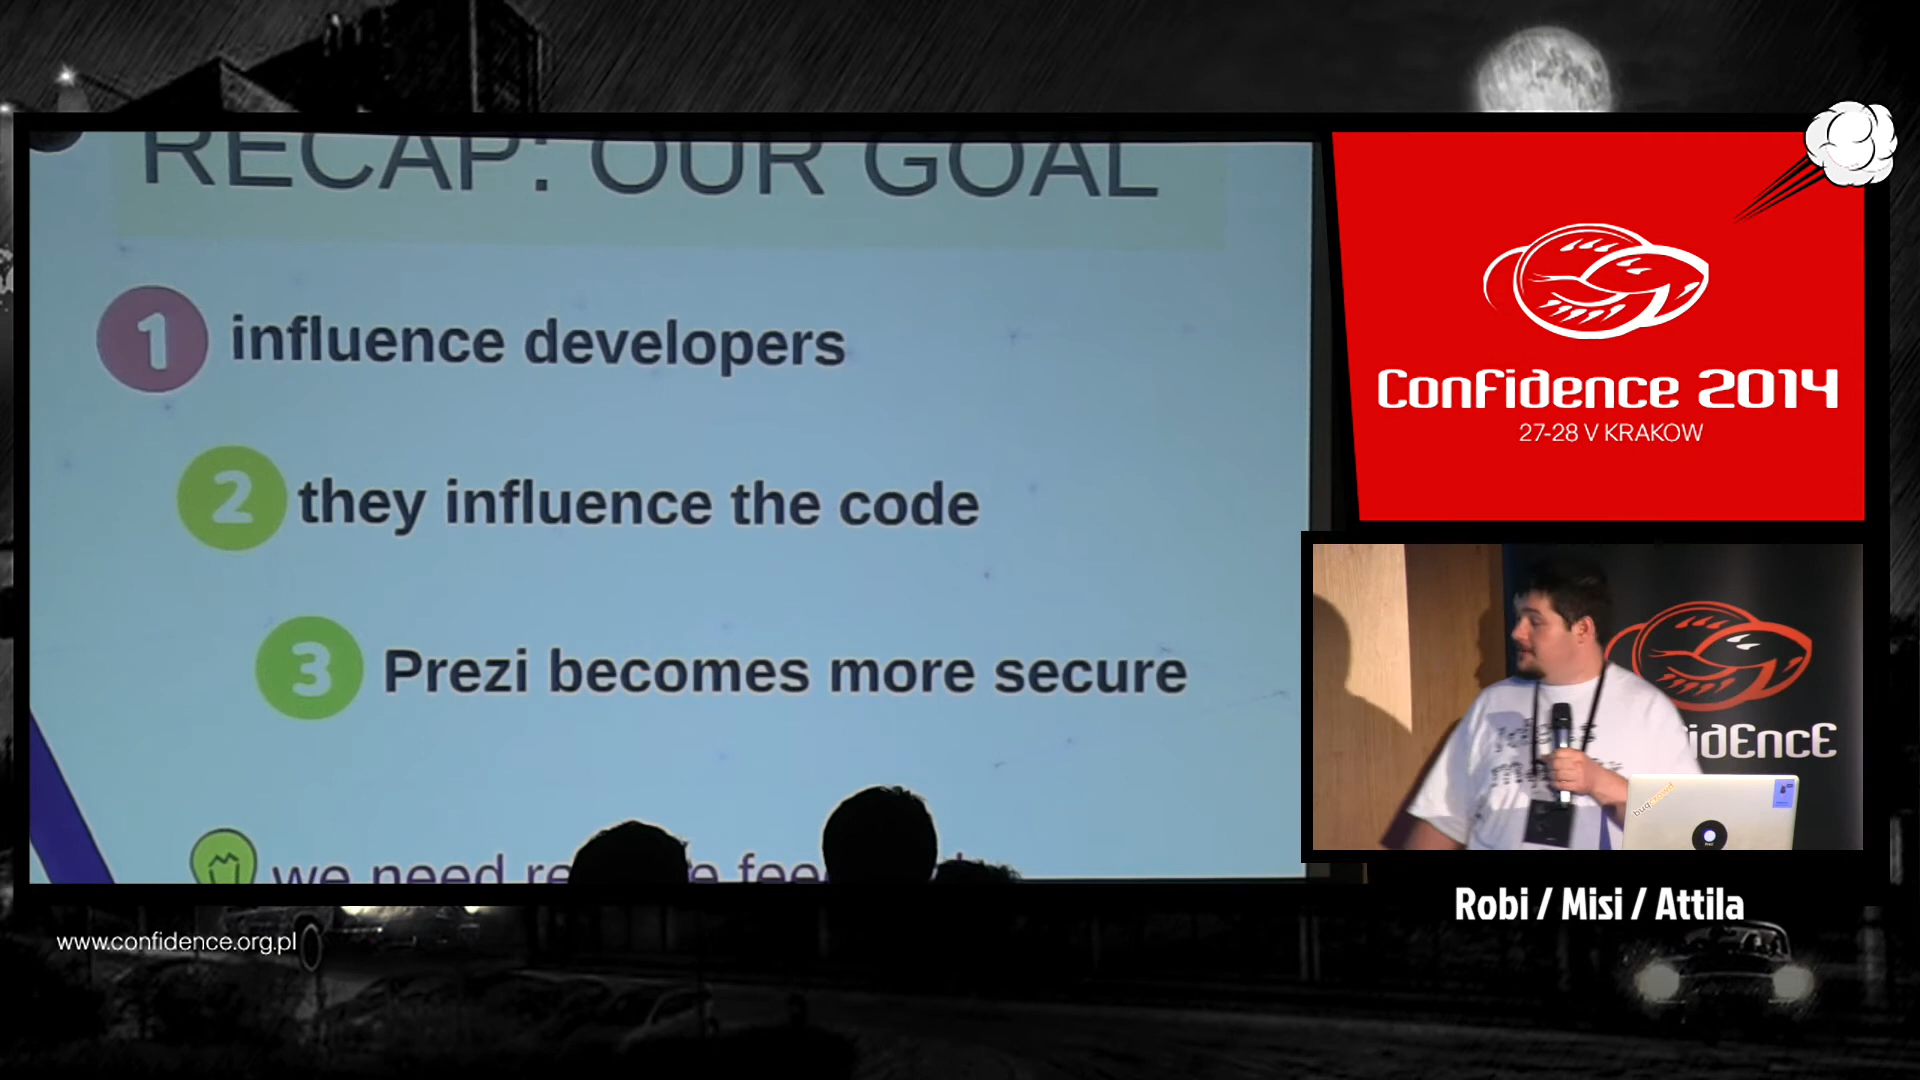 RECAP: OUR GOAL
1 influence developers
2 they influence the code
3 Prezi becomes more secure
we need
Confidence 2014
27-28 V KRAKOW
idEncE
Robi / Misi / Attila
www.confidence.org.pl